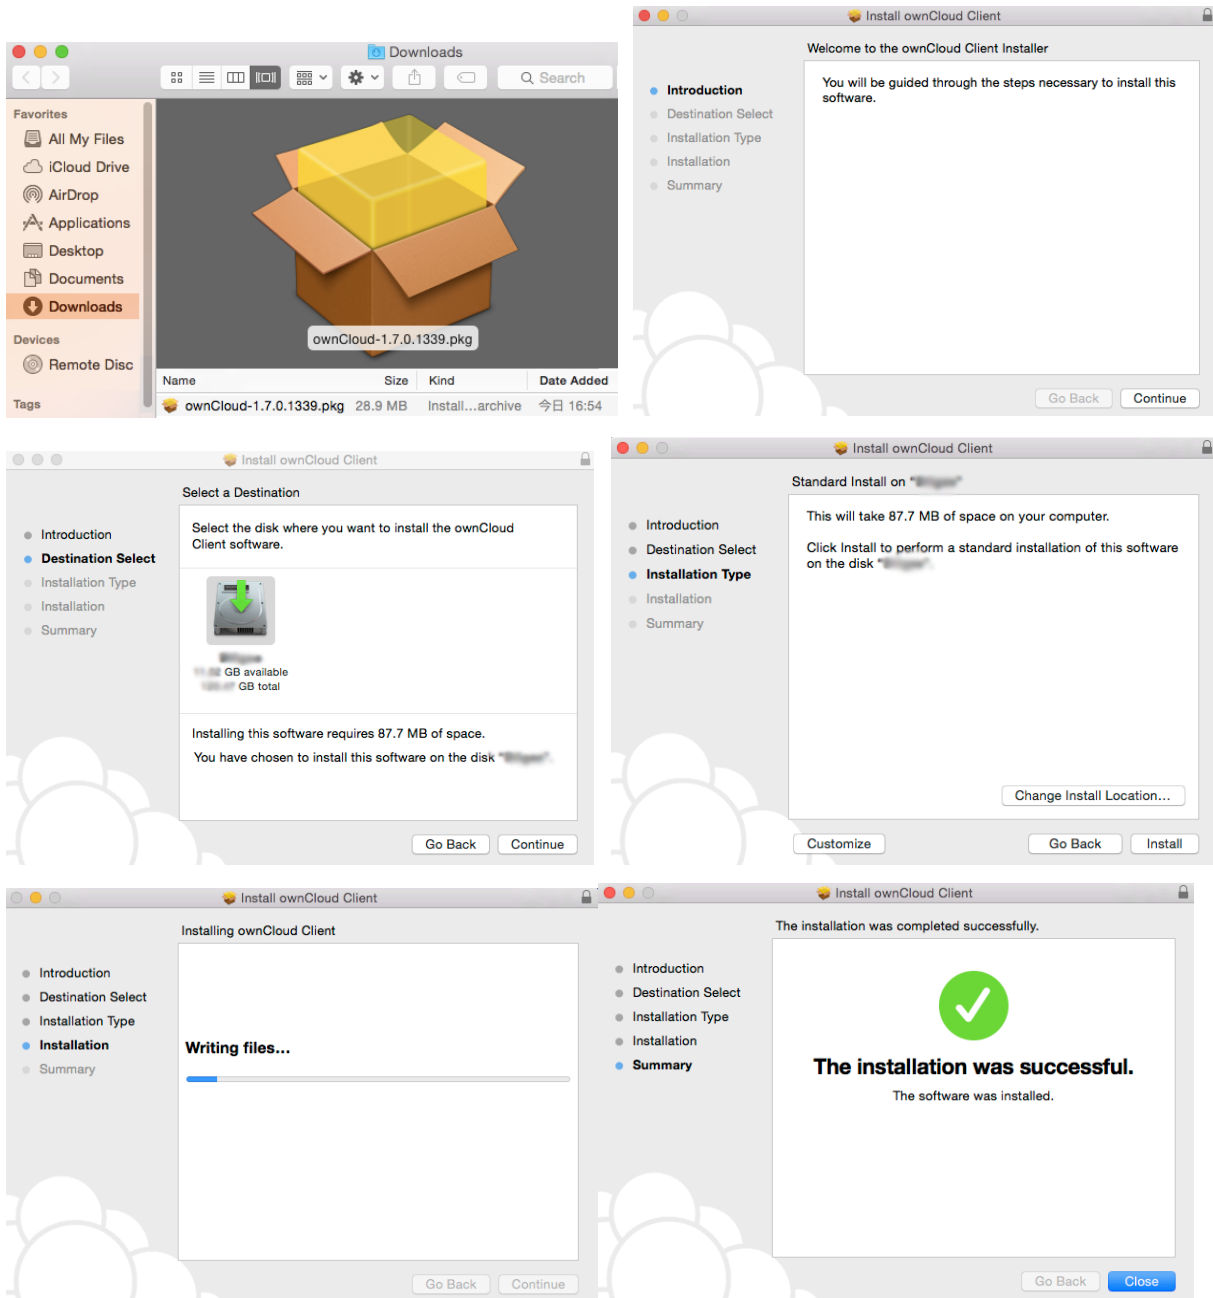 Downloads
Search
Favorites
All My Files
iCloud Drive
AirDrop
Applications
Desktop
Documents
Downloads
Devices
Remote Disc
Tags
ownCloud-1.7.0.1339.pkg
Name Size Kind Date Added
ownCloud-1.7.0.1339.pkg 28.9 MB Install...archive 今日 16:54
Install ownCloud Client
Welcome to the ownCloud Client Installer
Introduction
Destination Select
Installation Type
Installation
Summary
You will be guided through the steps necessary to install this
software.
Go Back Continue
Install ownCloud Client
Select a Destination
Introduction
Destination Select
Installation Type
Installation
Summary
Select the disk where you want to install the ownCloud
Client software.
GB available
GB total
Installing this software requires 87.7 MB of space.
You have chosen to install this software on the disk
Go Back Continue
Install ownCloud Client
Standard Install on
Introduction
Destination Select
Installation Type
Installation
Summary
This will take 87.7 MB of space on your computer.
Click Install to perform a standard installation of this software
on the disk
Change Install Location...
Customize Go Back Install
Install ownCloud Client
Installing ownCloud Client
Introduction
Destination Select
Installation Type
Installation
Summary
Writing files...
Go Back Continue
Install ownCloud Client
The installation was completed successfully.
Introduction
Destination Select
Installation Type
Installation
Summary
The installation was successful.
The software was installed.
Go Back Close